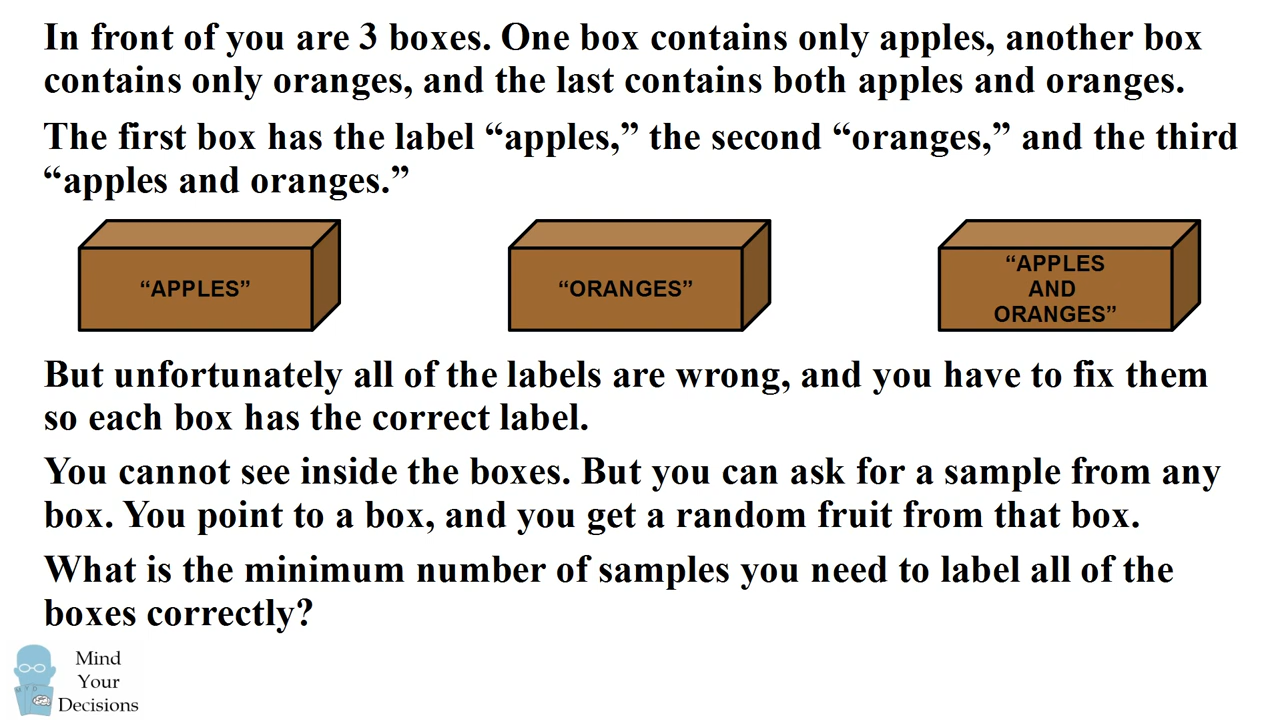 In front of you are 3 boxes. One box contains only apples, another box
contains only oranges, and the last contains both apples and oranges.
The first box has the label “apples,” the second “oranges,” and the third
“apples and oranges.”
“APPLES”
“ORANGES”
“APPLES
AND
ORANGES”
But unfortunately all of the labels are wrong, and you have to fix them
so each box has the correct label.
You cannot see inside the boxes. But you can ask for a sample from any
box. You point to a box, and you get a random fruit from that box.
What is the minimum number of samples you need to label all of the
boxes correctly?
Mind
Your
Decisions